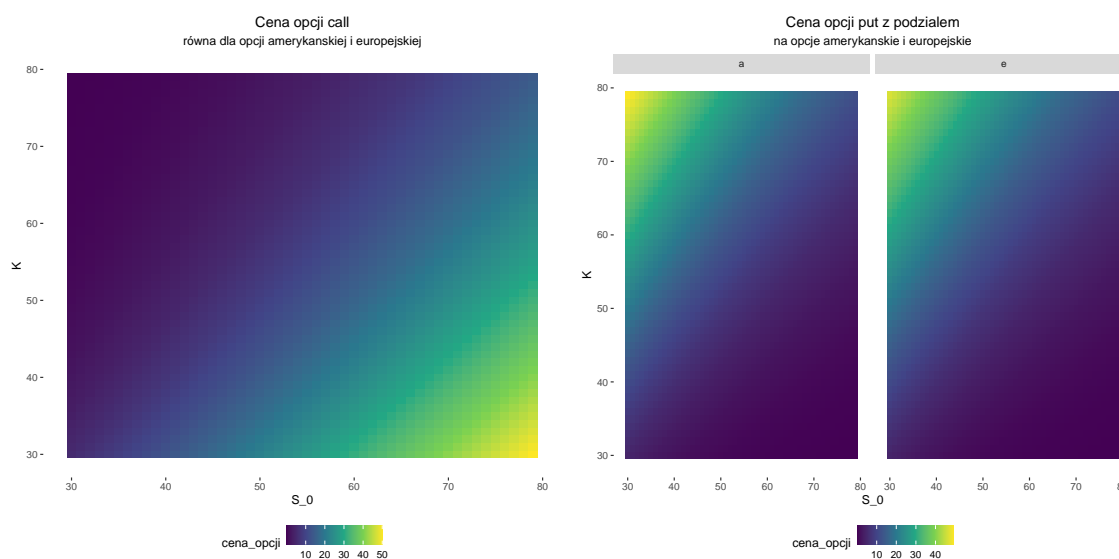 Cena opcji call
równa dla opcji amerykanskiej i europejskiej
80
70
60
50
40
30
K
30 40 50 60 70 80
S_0
cena_opcji
10 20 30 40 50
Cena opcji put z podzialem
na opcje amerykanskie i europejskie
a e
80
70
60
50
40
30
K
30 40 50 60 70 80 30 40 50 60 70
S_0
cena_opcji
10 20 30 40